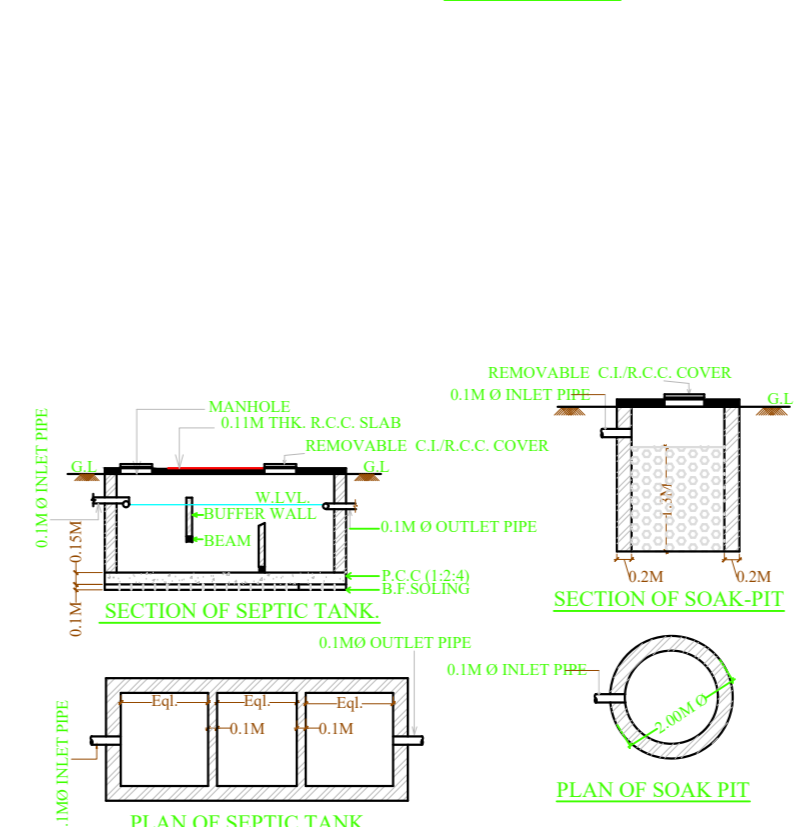 REMOVABLE C.I./R.C.C. COVER
0.1M Ø INLET PIPE
G.L
MANHOLE
0.11M THK. R.C.C. SLAB
REMOVABLE C.I./R.C.C. COVER
G.L
G.L
0.1M Ø INLET PIPE
W.LVL.
BUFFER WALL
0.1M Ø OUTLET PIPE
BEAM
0.15M
0.1M
P.C.C (1:2:4)
B.F.SOLING
SECTION OF SEPTIC TANK.
0.2M
0.2M
SECTION OF SOAK-PIT
0.1MØ OUTLET PIPE
0.1M Ø INLET PIPE
Eql.
Eql.
Eql.
0.1M
0.1M
.1MØ INLET PIPE
2.00M Ø
PLAN OF SOAK PIT
PLAN OF SEPTIC TANK